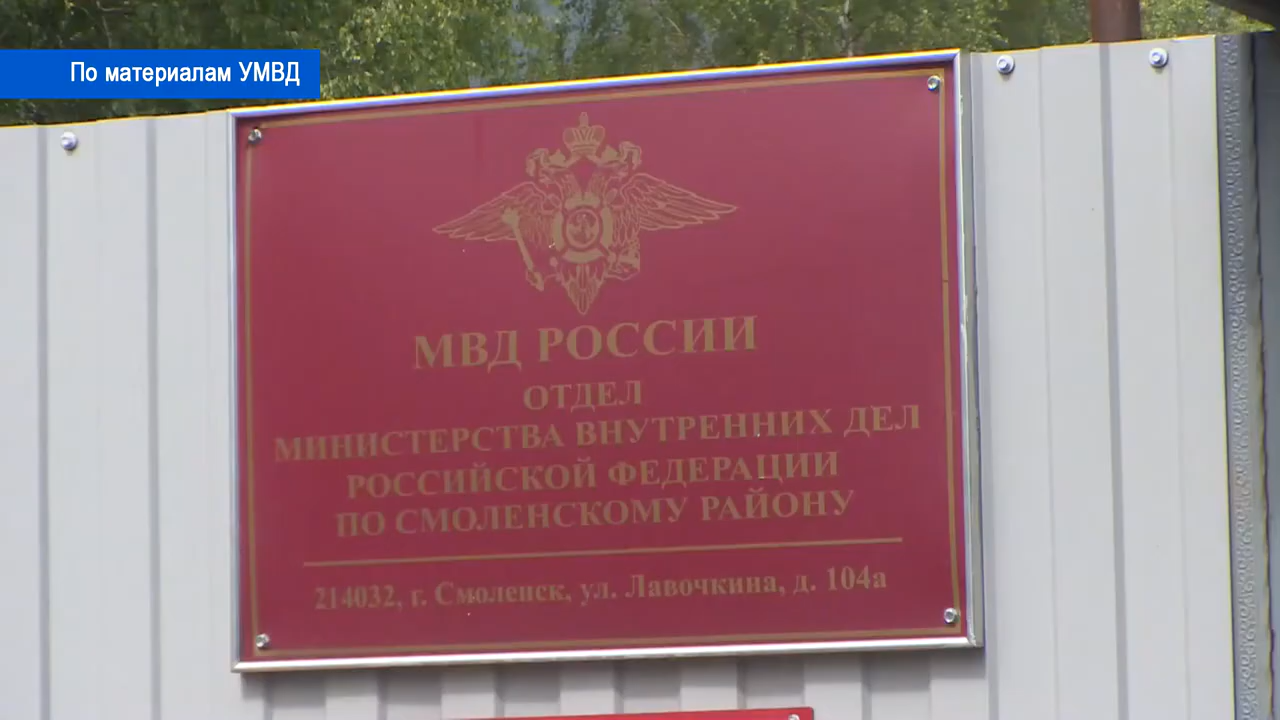 По материалам УМВД
МВД РОССИИ
ОТДЕЛ
МИНИСТЕРСТВА ВНУТРЕННИХ ДЕЛ
РОССИЙСКОЙ ФЕДЕРАЦИИ
ПО СМОЛЕНСКОМУ РАЙОНУ
214032, г. Смоленск, ул. Лавочкина, д. 104а